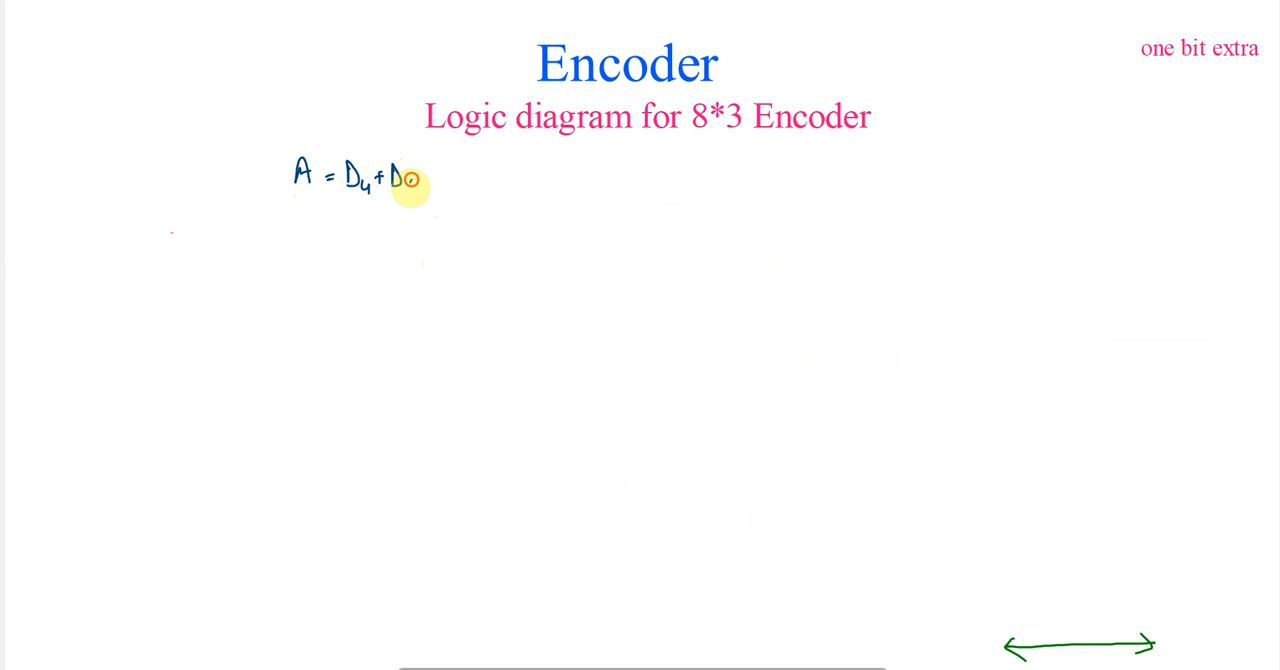 one bit extra
Encoder
Logic diagram for 8*3 Encoder
A = D₄ + D